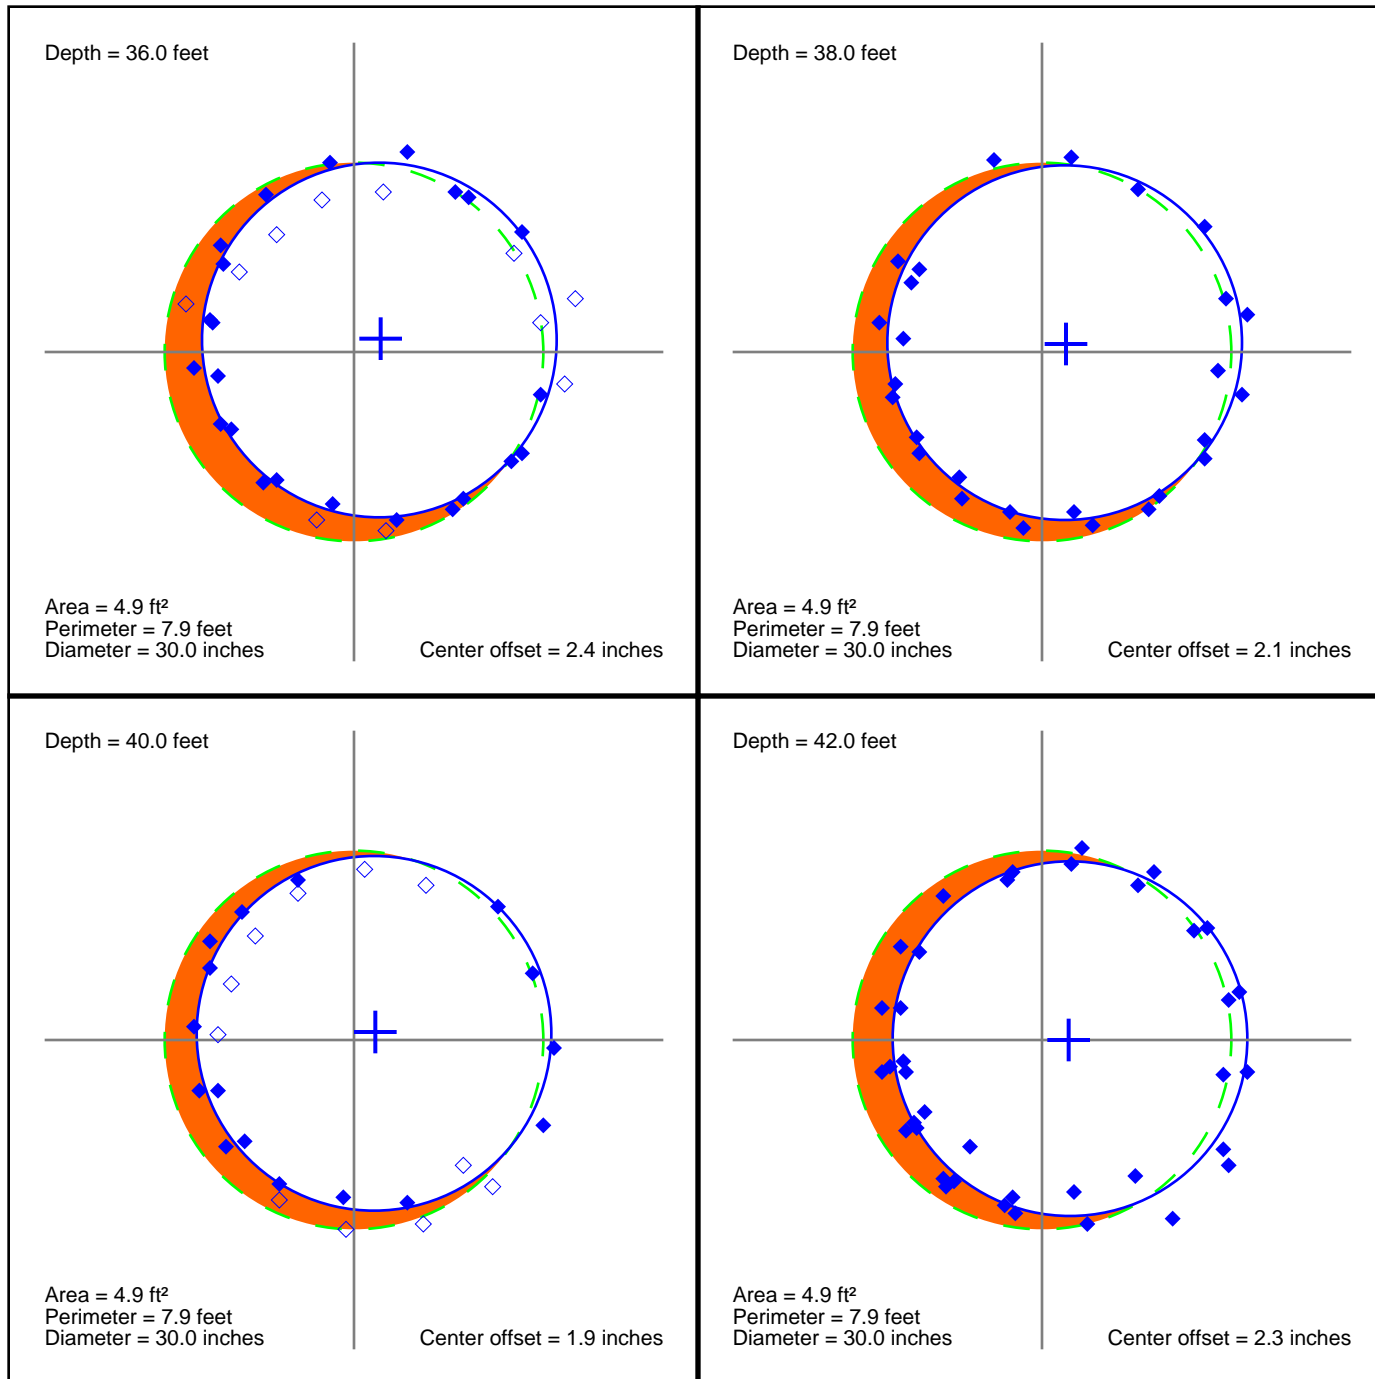 Depth = 36.0 feet
Area = 4.9 ft²
Perimeter = 7.9 feet
Diameter = 30.0 inches
Center offset = 2.4 inches
Depth = 38.0 feet
Area = 4.9 ft²
Perimeter = 7.9 feet
Diameter = 30.0 inches
Center offset = 2.1 inches
Depth = 40.0 feet
Area = 4.9 ft²
Perimeter = 7.9 feet
Diameter = 30.0 inches
Center offset = 1.9 inches
Depth = 42.0 feet
Area = 4.9 ft²
Perimeter = 7.9 feet
Diameter = 30.0 inches
Center offset = 2.3 inches